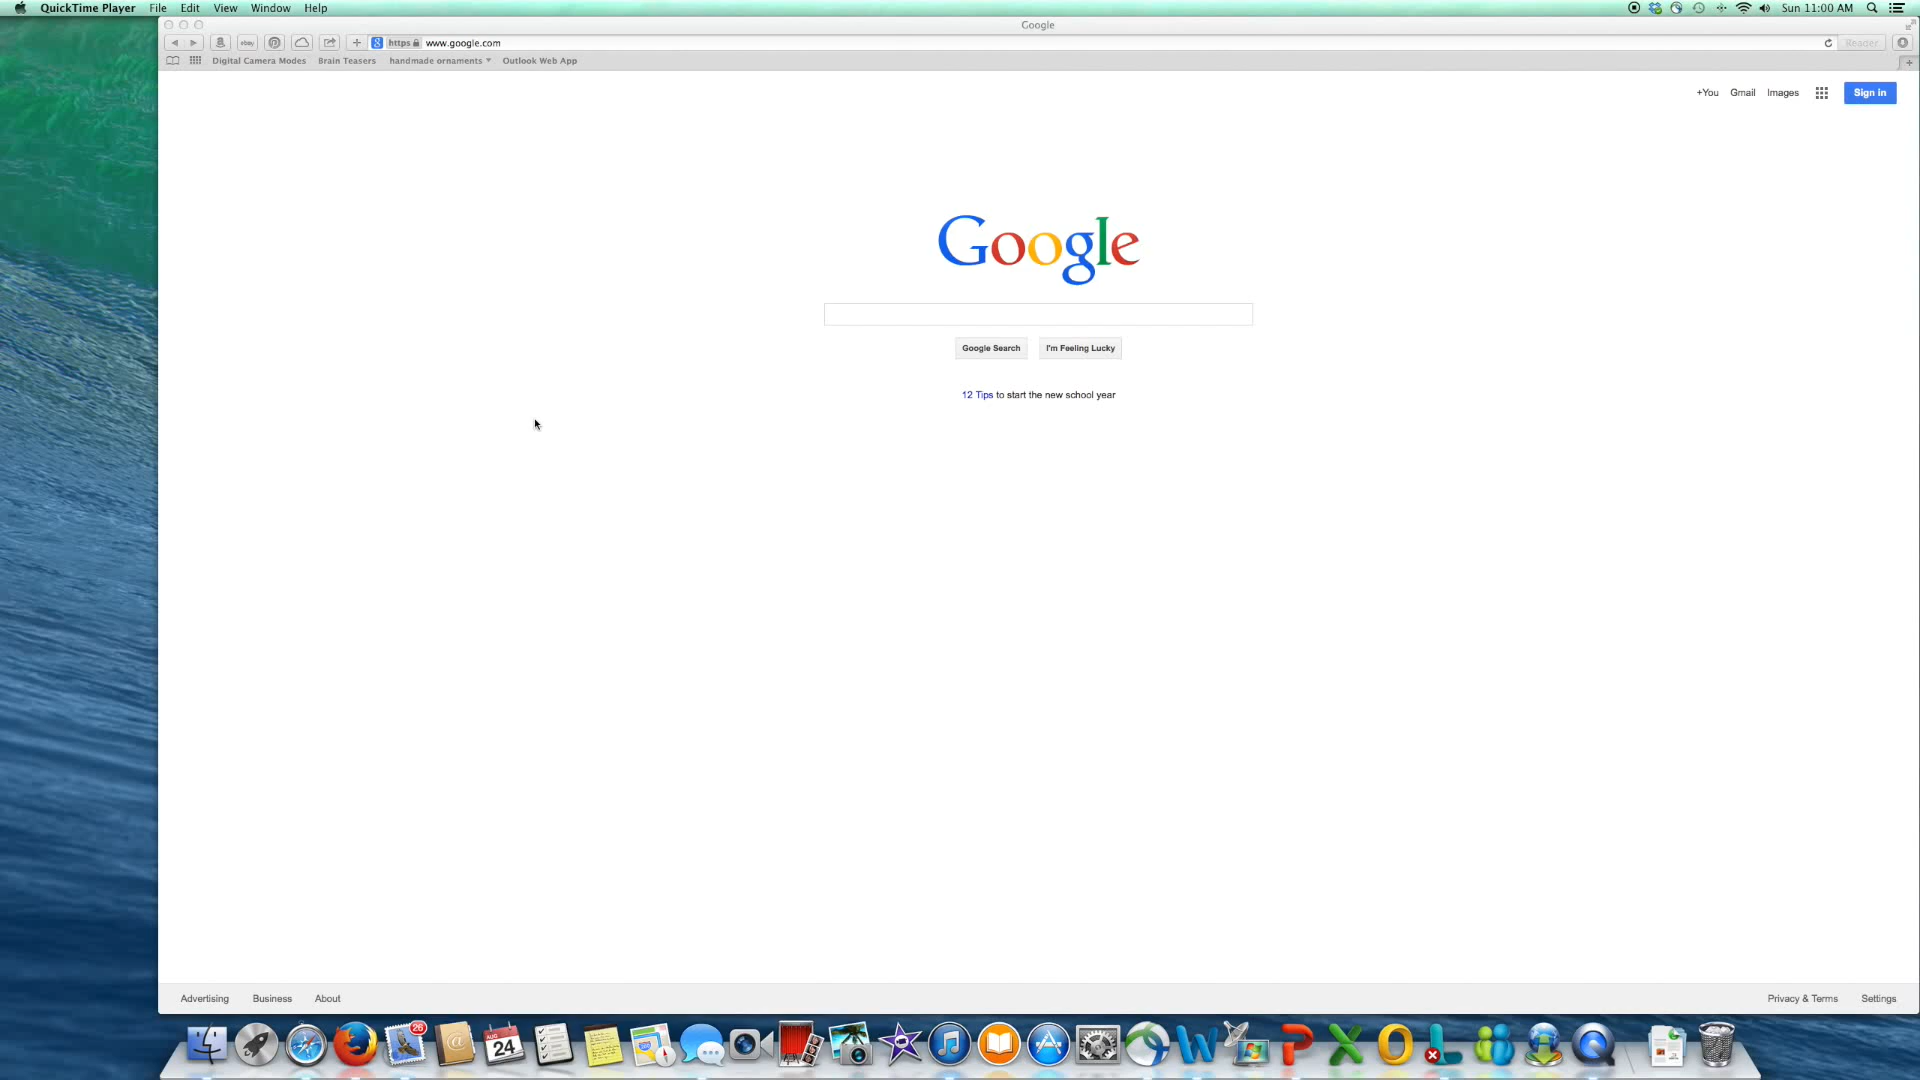 QuickTime Player File Edit View Window Help Sun 11:00 AM
Google
https www.google.com Reader
Digital Camera Modes Brain Teasers handmade ornaments Outlook Web App
+You Gmail Images Sign in
Google
Google Search I'm Feeling Lucky
12 Tips to start the new school year
Advertising Business About Privacy & Terms Settings
26
AUG
24